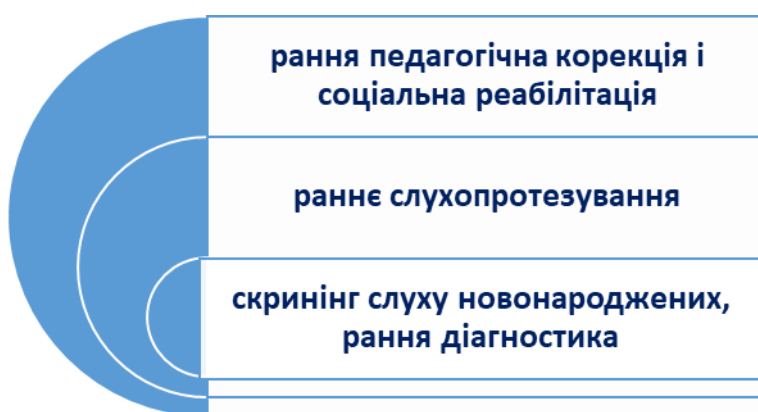 рання педагогічна корекція і
соціальна реабілітація
раннє слухопротезування
скринінг слуху новонароджених,
рання діагностика